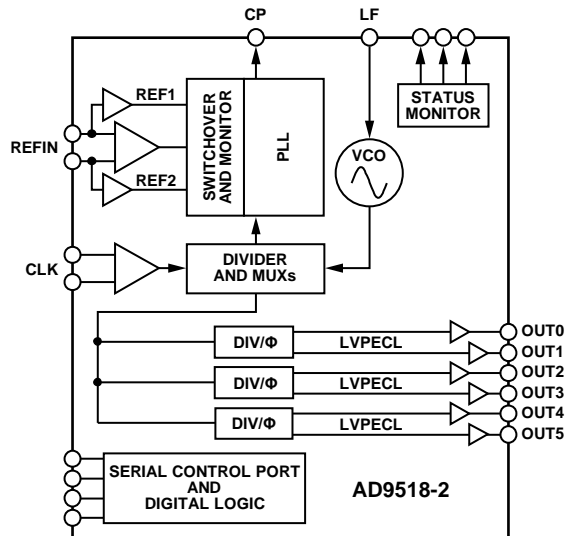 CP
LF
REF1
SWITCHOVER
AND MONITOR
PLL
STATUS
MONITOR
REFIN
VCO
REF2
CLK
DIVIDER
AND MUXs
DIV/Φ
LVPECL
OUT0
OUT1
DIV/Φ
LVPECL
OUT2
OUT3
DIV/Φ
LVPECL
OUT4
OUT5
SERIAL CONTROL PORT
AND
DIGITAL LOGIC
AD9518-2